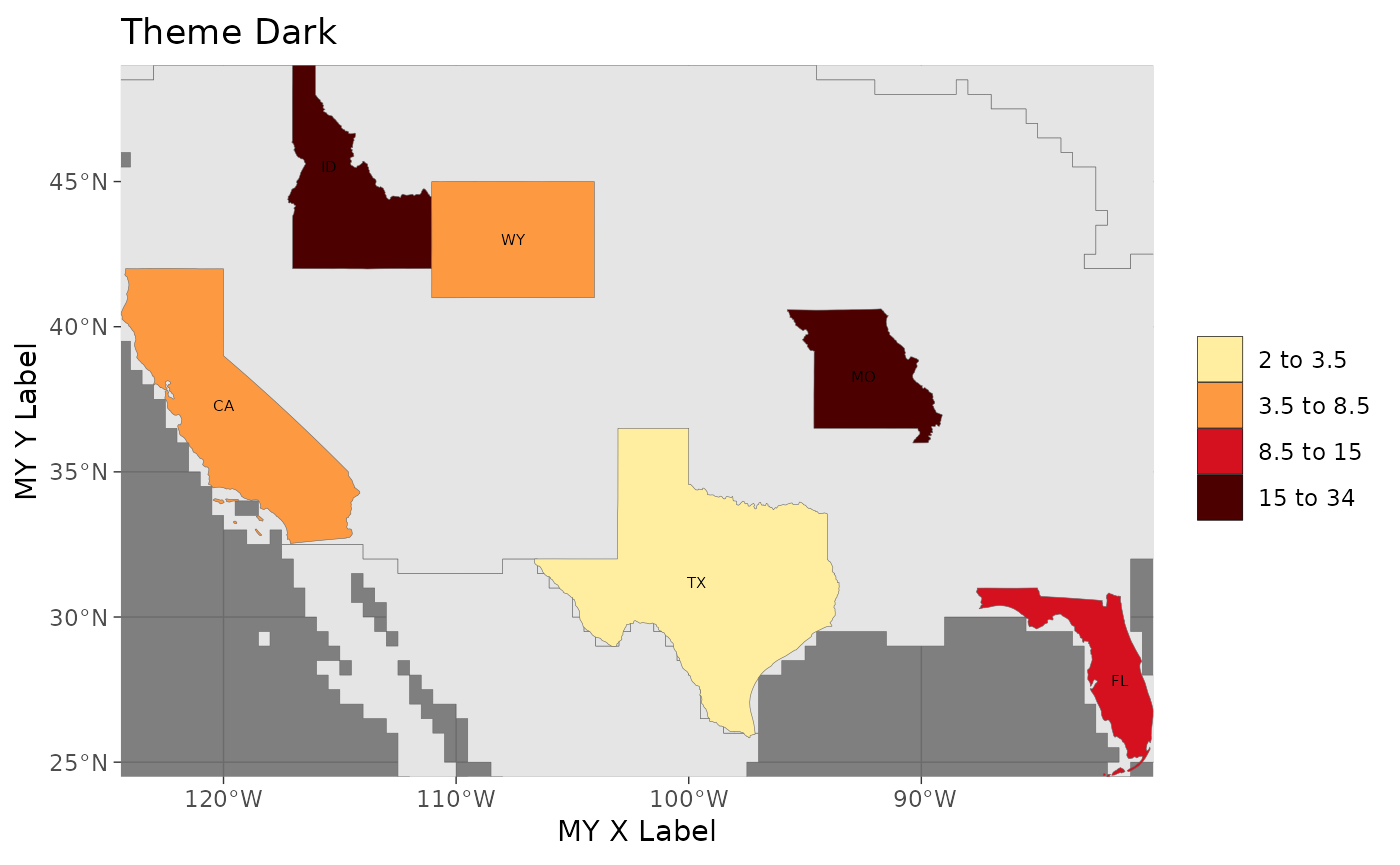 Theme Dark
MY Y Label
45°N
40°N
35°N
30°N
25°N
ID
WY
CA
MO
TX
FL
120°W 110°W 100°W 90°W
MY X Label
2 to 3.5
3.5 to 8.5
8.5 to 15
15 to 34